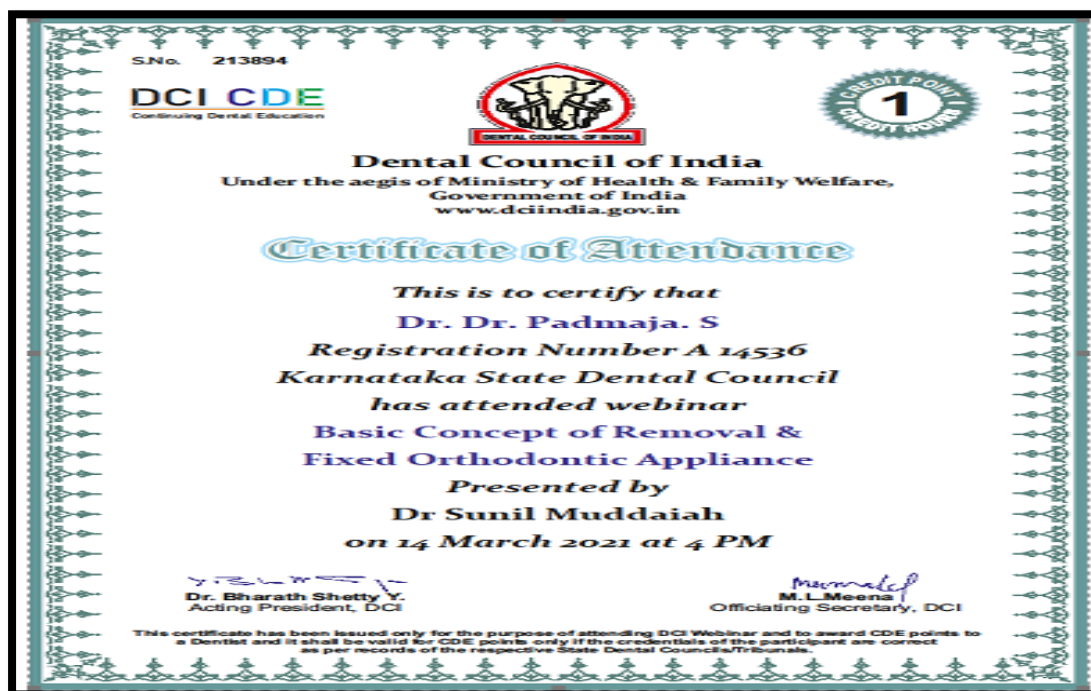 S.No. 213894
DCI CDE
Continuing Dental Education
DENTAL COUNCIL OF INDIA
CREDIT POINT
1
CREDIT HOURS
Dental Council of India
Under the aegis of Ministry of Health & Family Welfare,
Government of India
www.dciindia.gov.in
Certificate of Attendance
This is to certify that
Dr. Dr. Padmaja. S
Registration Number A 14536
Karnataka State Dental Council
has attended webinar
Basic Concept of Removal &
Fixed Orthodontic Appliance
Presented by
Dr Sunil Muddaiah
on 14 March 2021 at 4 PM
Dr. Bharath Shetty Y.
Acting President, DCI
M.L.Meena
Officiating Secretary, DCI
This certificate has been issued only for the purpose of attending DCI Webinar and to award CDE points to
a Dentist and it shall be valid for CDE points only if the credentials of the participant are correct
as per records of the respective State Dental Councils/Tribunals.